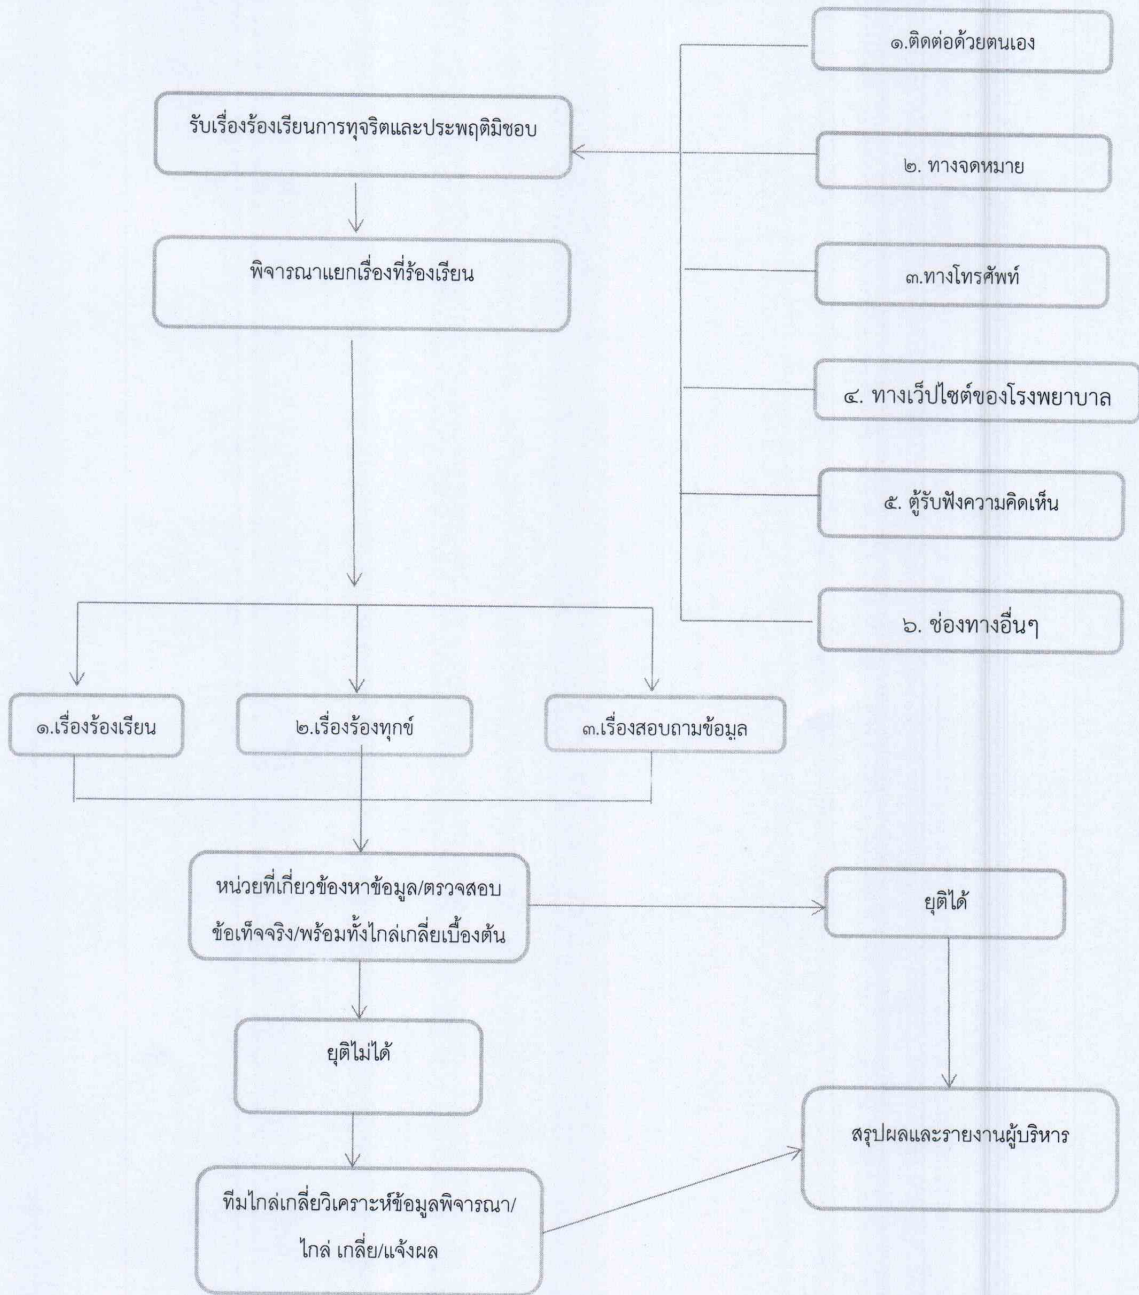 ๑.ติดต่อด้วยตนเอง
รับเรื่องร้องเรียนการทุจริตและประพฤติมิชอบ
๒. ทางจดหมาย
พิจารณาแยกเรื่องที่ร้องเรียน
๓.ทางโทรศัพท์
๔. ทางเว็ปไซต์ของโรงพยาบาล
๕. ตู้รับฟังความคิดเห็น
๖. ช่องทางอื่นๆ
๑.เรื่องร้องเรียน
๒.เรื่องร้องทุกข์
๓.เรื่องสอบถามข้อมูล
หน่วยที่เกี่ยวข้องหาข้อมูล/ตรวจสอบ
ข้อเท็จจริง/พร้อมทั้งไกล่เกลี่ยเบื้องต้น
ยุติได้
ยุติไม่ได้
สรุปผลและรายงานผู้บริหาร
ทีมไกล่เกลี่ยวิเคราะห์ข้อมูลพิจารณา/
ไกล่ เกลี่ย/แจ้งผล